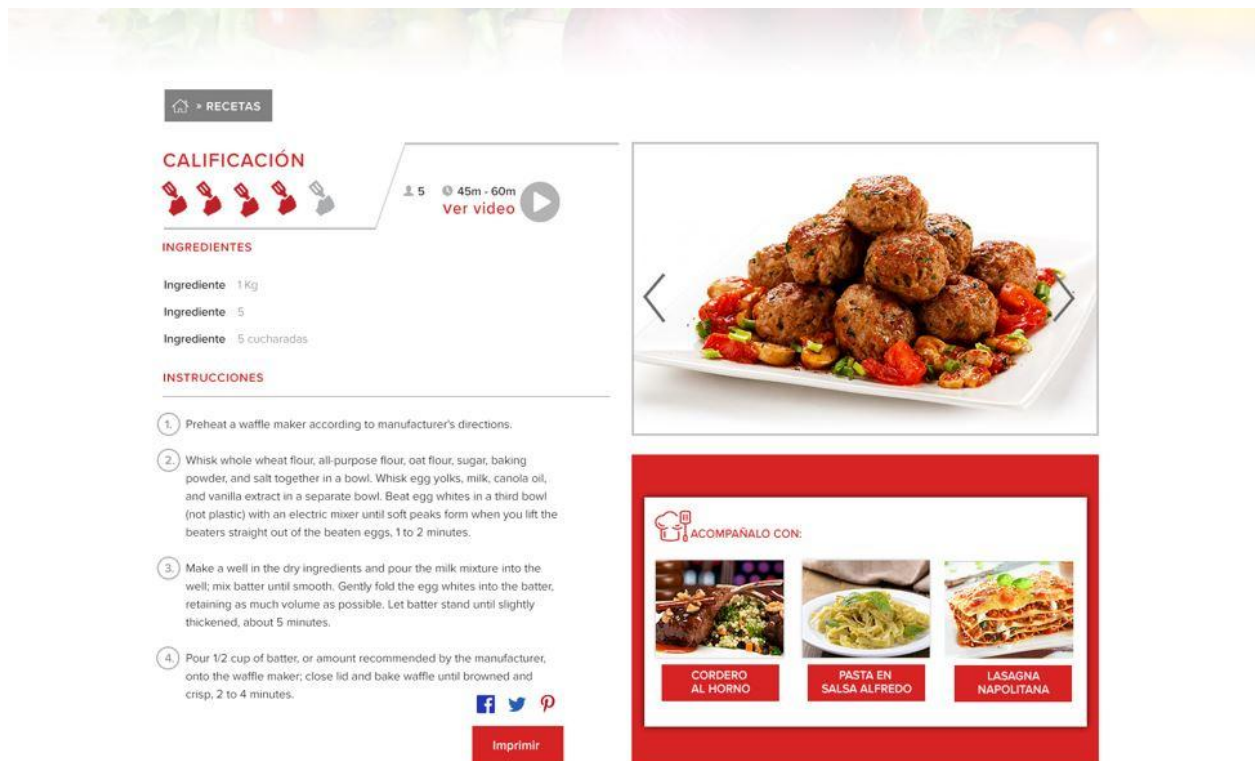 » RECETAS
CALIFICACIÓN
5 45m - 60m
Ver video
INGREDIENTES
Ingrediente 1 Kg
Ingrediente 5
Ingrediente 5 cucharadas
INSTRUCCIONES
1. Preheat a waffle maker according to manufacturer's directions.
2. Whisk whole wheat flour, all-purpose flour, oat flour, sugar, baking
powder, and salt together in a bowl. Whisk egg yolks, milk, canola oil,
and vanilla extract in a separate bowl. Beat egg whites in a third bowl
(not plastic) with an electric mixer until soft peaks form when you lift the
beaters straight out of the beaten eggs, 1 to 2 minutes.
3. Make a well in the dry ingredients and pour the milk mixture into the
well; mix batter until smooth. Gently fold the egg whites into the batter,
retaining as much volume as possible. Let batter stand until slightly
thickened, about 5 minutes.
4. Pour 1/2 cup of batter, or amount recommended by the manufacturer,
onto the waffle maker; close lid and bake waffle until browned and
crisp, 2 to 4 minutes.
Imprimir
ACOMPAÑALO CON:
CORDERO
AL HORNO
PASTA EN
SALSA ALFREDO
LASAGNA
NAPOLITANA